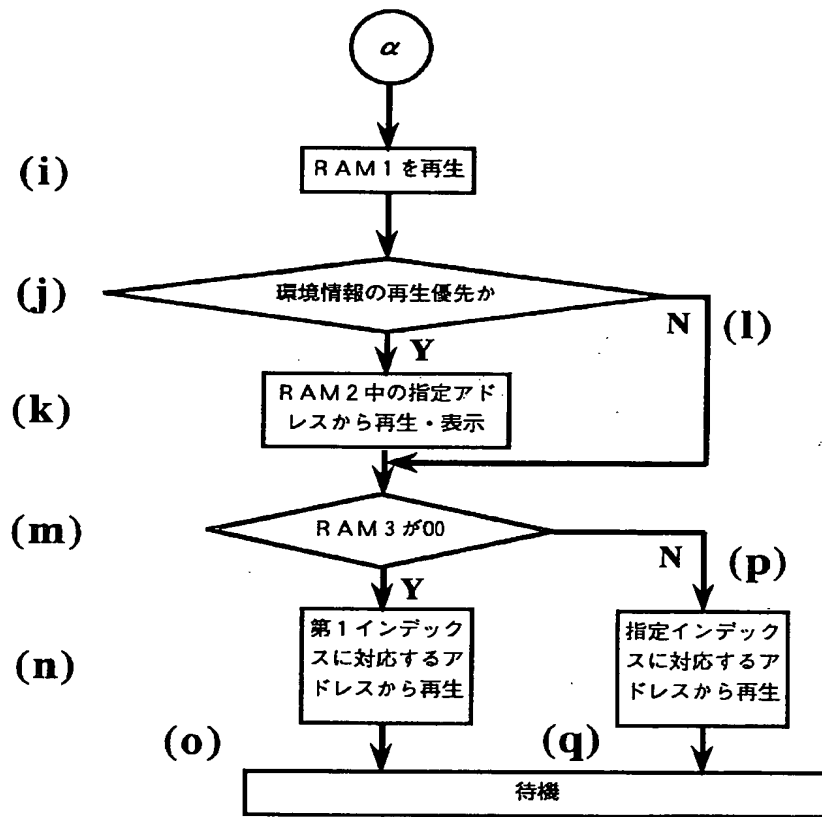 α
(i)
RAM1を再生
(j)
環境情報の再生優先か
N
(l)
Y
(k)
RAM2中の指定アド
レスから再生・表示
(m)
RAM3が00
N
(p)
Y
(n)
第1インデック
スに対応するア
ドレスから再生
指定インデック
スに対応するア
ドレスから再生
(o)
(q)
待機